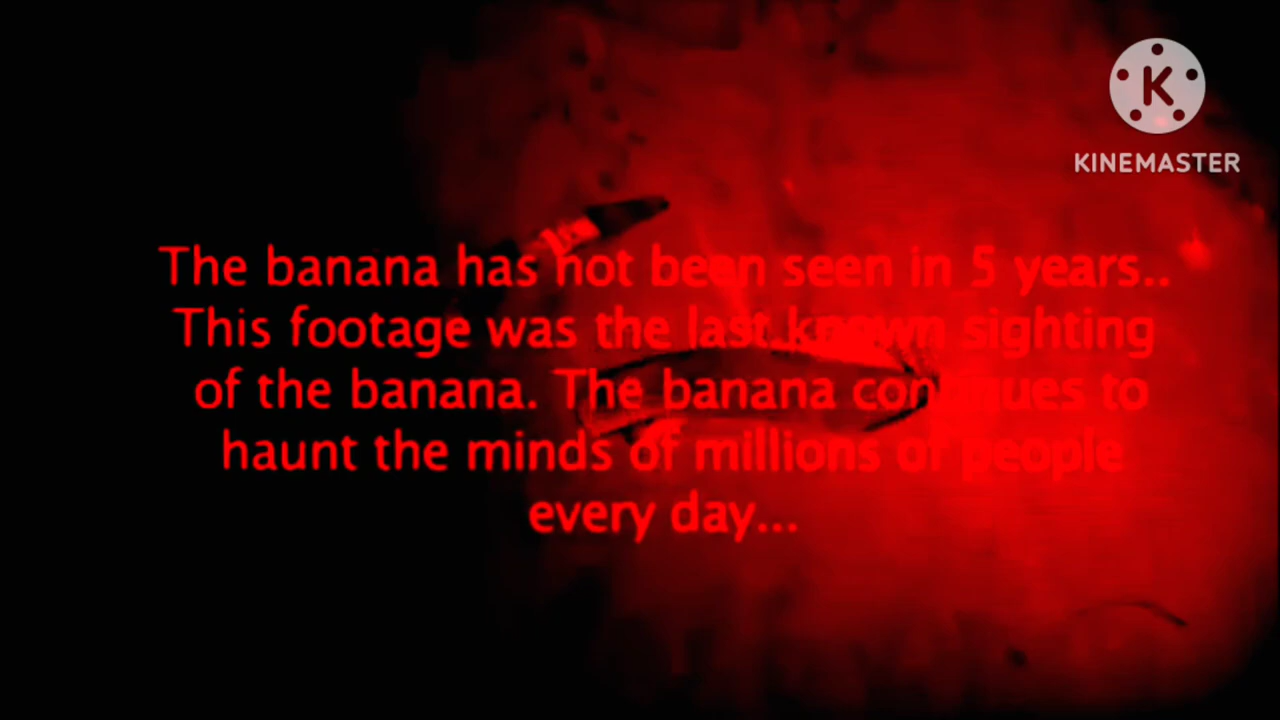 KINEMASTER
The banana has not been seen in 5 years..
This footage was the last known sighting
of the banana. The banana continues to
haunt the minds of millions of people
every day...